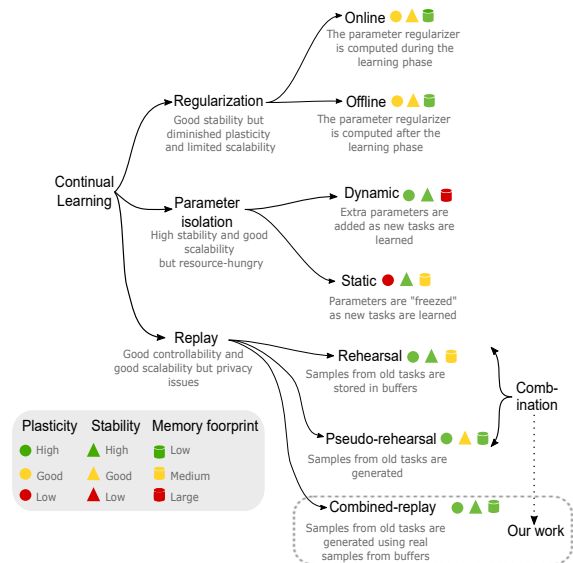 Online
The parameter regularizer
is computed during the
learning phase
Regularization
Good stability but
diminished plasticity
and limited scalability
Offline
The parameter regularizer
is computed after the
learning phase
Continual
Learning
Parameter
isolation
High stability and good
scalability
but resource-hungry
Dynamic
Extra parameters are
added as new tasks are
learned
Static
Parameters are "freezed"
as new tasks are learned
Replay
Good controllability and
good scalability but privacy
issues
Rehearsal
Samples from old tasks are
stored in buffers
Pseudo-rehearsal
Samples from old tasks are
generated
Comb-
ination
Combined-replay
Samples from old tasks are
generated using real
samples from buffers
Our work
Plasticity Stability Memory foorprint
High High Low
Good Good Medium
Low Low Large